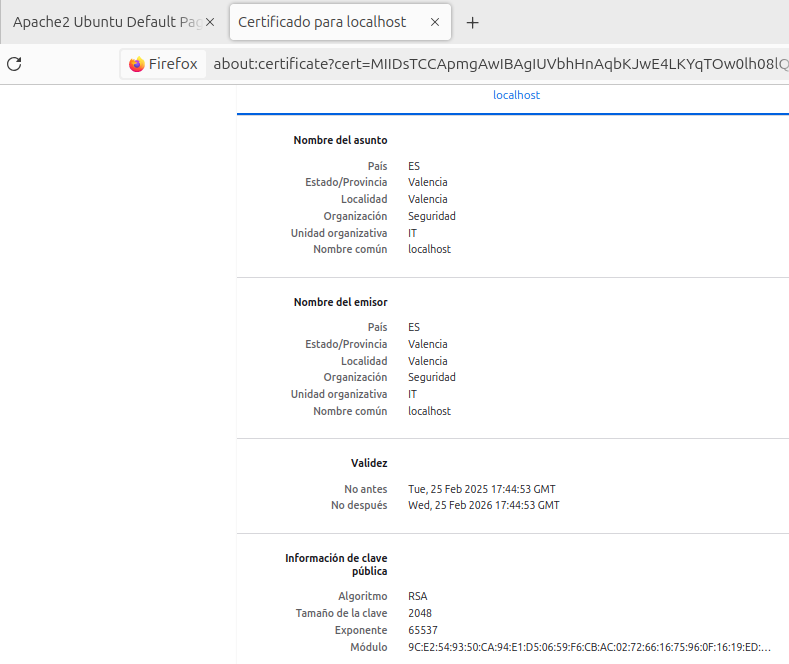 Apache2 Ubuntu Default Pag
Certificado para localhost
Firefox about:certificate?cert=MIIDsTCCApmgAwIBAgIUVbhHnAqbKJwE4LKYqTOw0lh08lQ
localhost
Nombre del asunto
País ES
Estado/Provincia Valencia
Localidad Valencia
Organización Seguridad
Unidad organizativa IT
Nombre común localhost
Nombre del emisor
País ES
Estado/Provincia Valencia
Localidad Valencia
Organización Seguridad
Unidad organizativa IT
Nombre común localhost
Validez
No antes Tue, 25 Feb 2025 17:44:53 GMT
No después Wed, 25 Feb 2026 17:44:53 GMT
Información de clave
pública
Algoritmo RSA
Tamaño de la clave 2048
Exponente 65537
Módulo 9C:E2:54:93:50:CA:94:E1:D5:06:59:F6:CB:AC:02:72:66:16:75:96:0F:16:19:ED:…